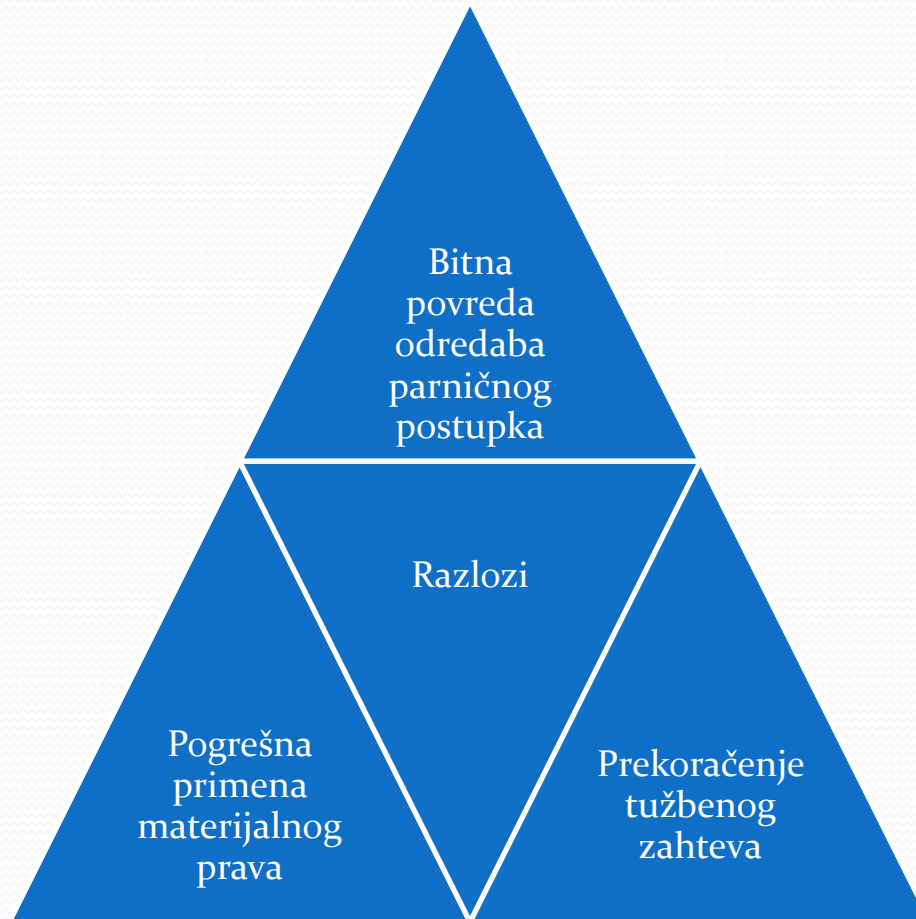 Bitna
povreda
odredaba
parničnog
postupka
Razlozi
Pogrešna
primena
materijalnog
prava
Prekoračenje
tužbenog
zahteva